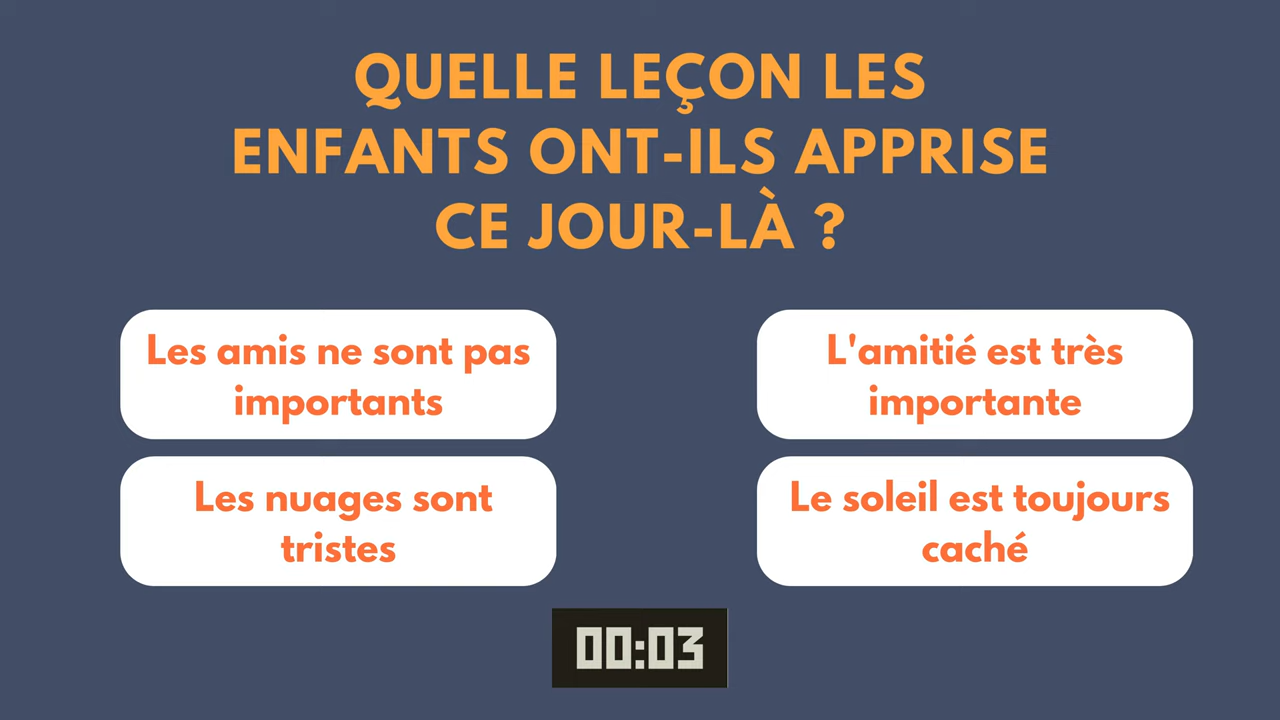 QUELLE LEÇON LES
ENFANTS ONT-ILS APPRISE
CE JOUR-LÀ ?
Les amis ne sont pas
importants
L'amitié est très
importante
Les nuages sont
tristes
Le soleil est toujours
caché
00:03